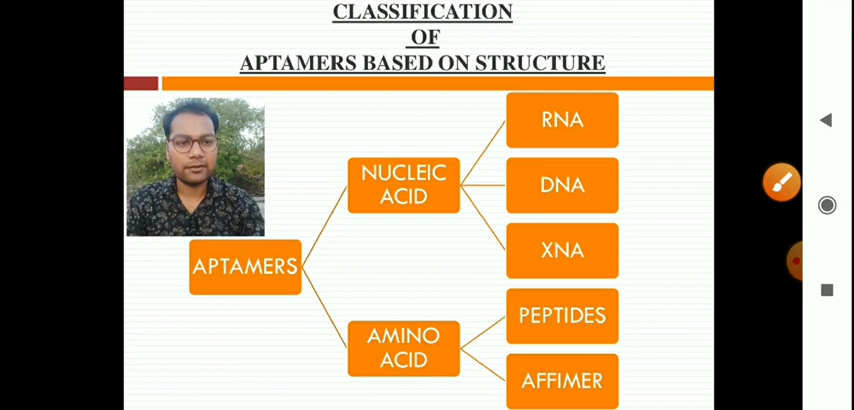 CLASSIFICATION
OF
APTAMERS BASED ON STRUCTURE
RNA
NUCLEIC
ACID
DNA
XNA
APTAMERS
PEPTIDES
AMINO
ACID
AFFIMER